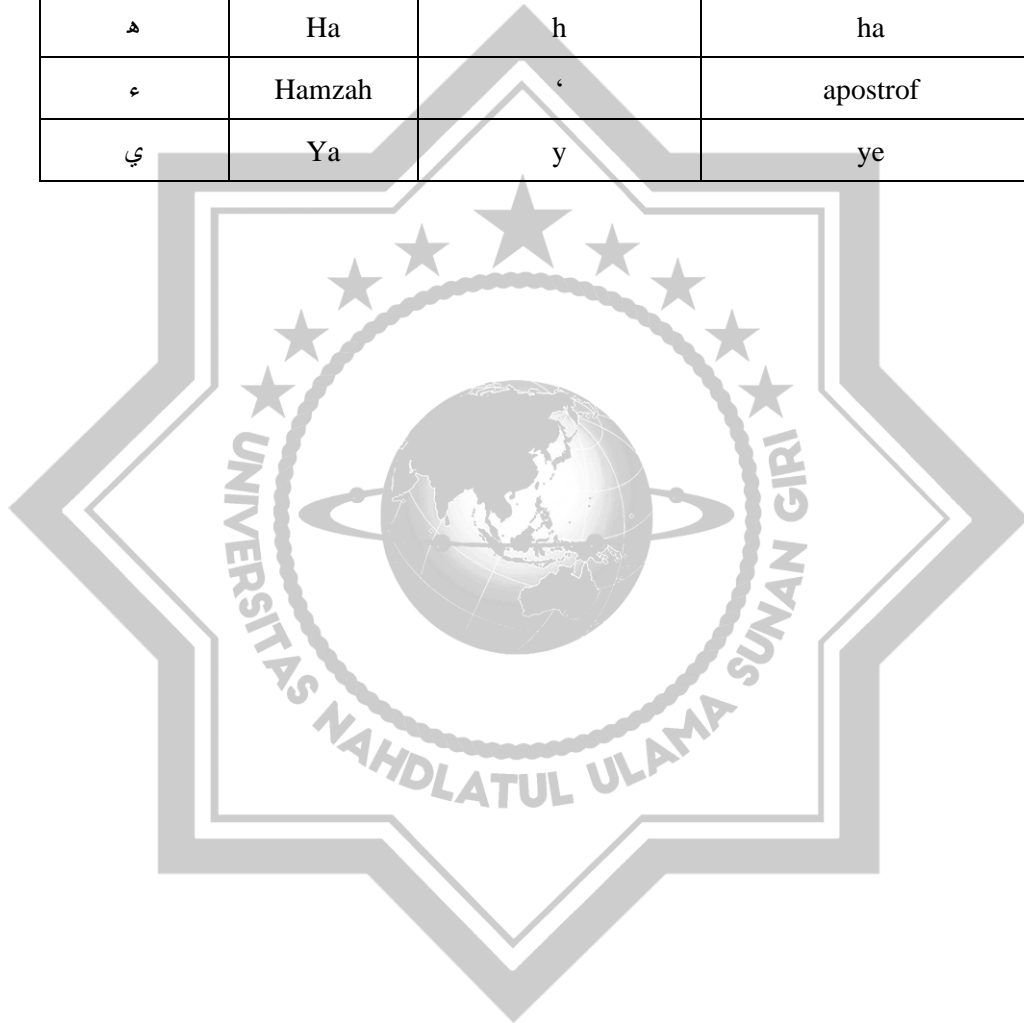 ه Ha h ha
ء Hamzah ‘ apostrof
ي Ya y ye
UNIVERSITAS NAHDLATUL ULAMA SUNAN GIRI